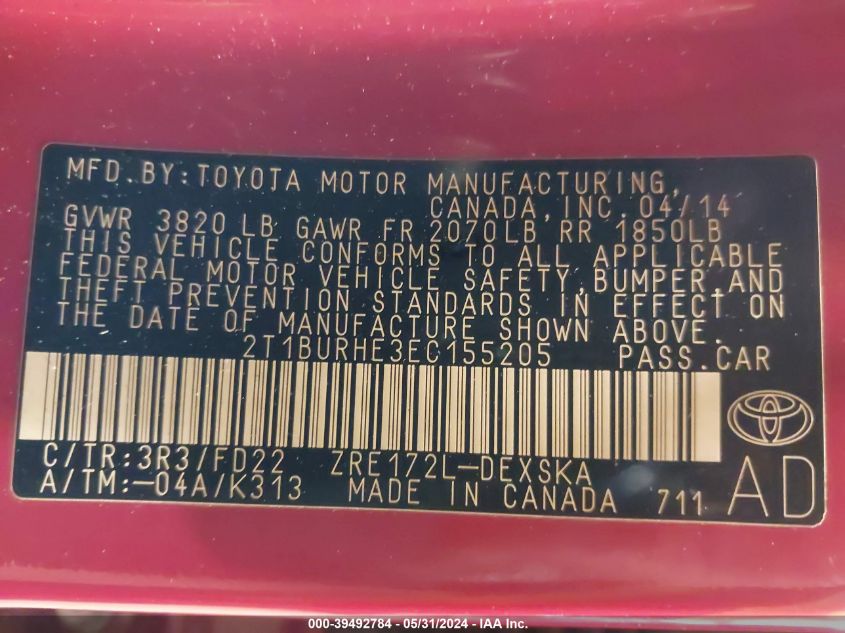 MFD.BY:TOYOTA MOTOR MANUFACTURING,
CANADA,INC. 04/14
GVWR 3820 LB GAWR FR 2070LB RR 1850LB
THIS VEHICLE CONFORMS TO ALL APPLICABLE
FEDERAL MOTOR VEHICLE SAFETY,BUMPER,AND
THEFT PREVENTION STANDARDS IN EFFECT ON
THE DATE OF MANUFACTURE SHOWN ABOVE.
2T1BURHE3EC155205 PASS.CAR
C/TR:3R3/FD22 ZRE172L-DEXSKA
A/TM:-04A/K313 MADE IN CANADA 711 AD
000-39492784 - 05/31/2024 - IAA Inc.